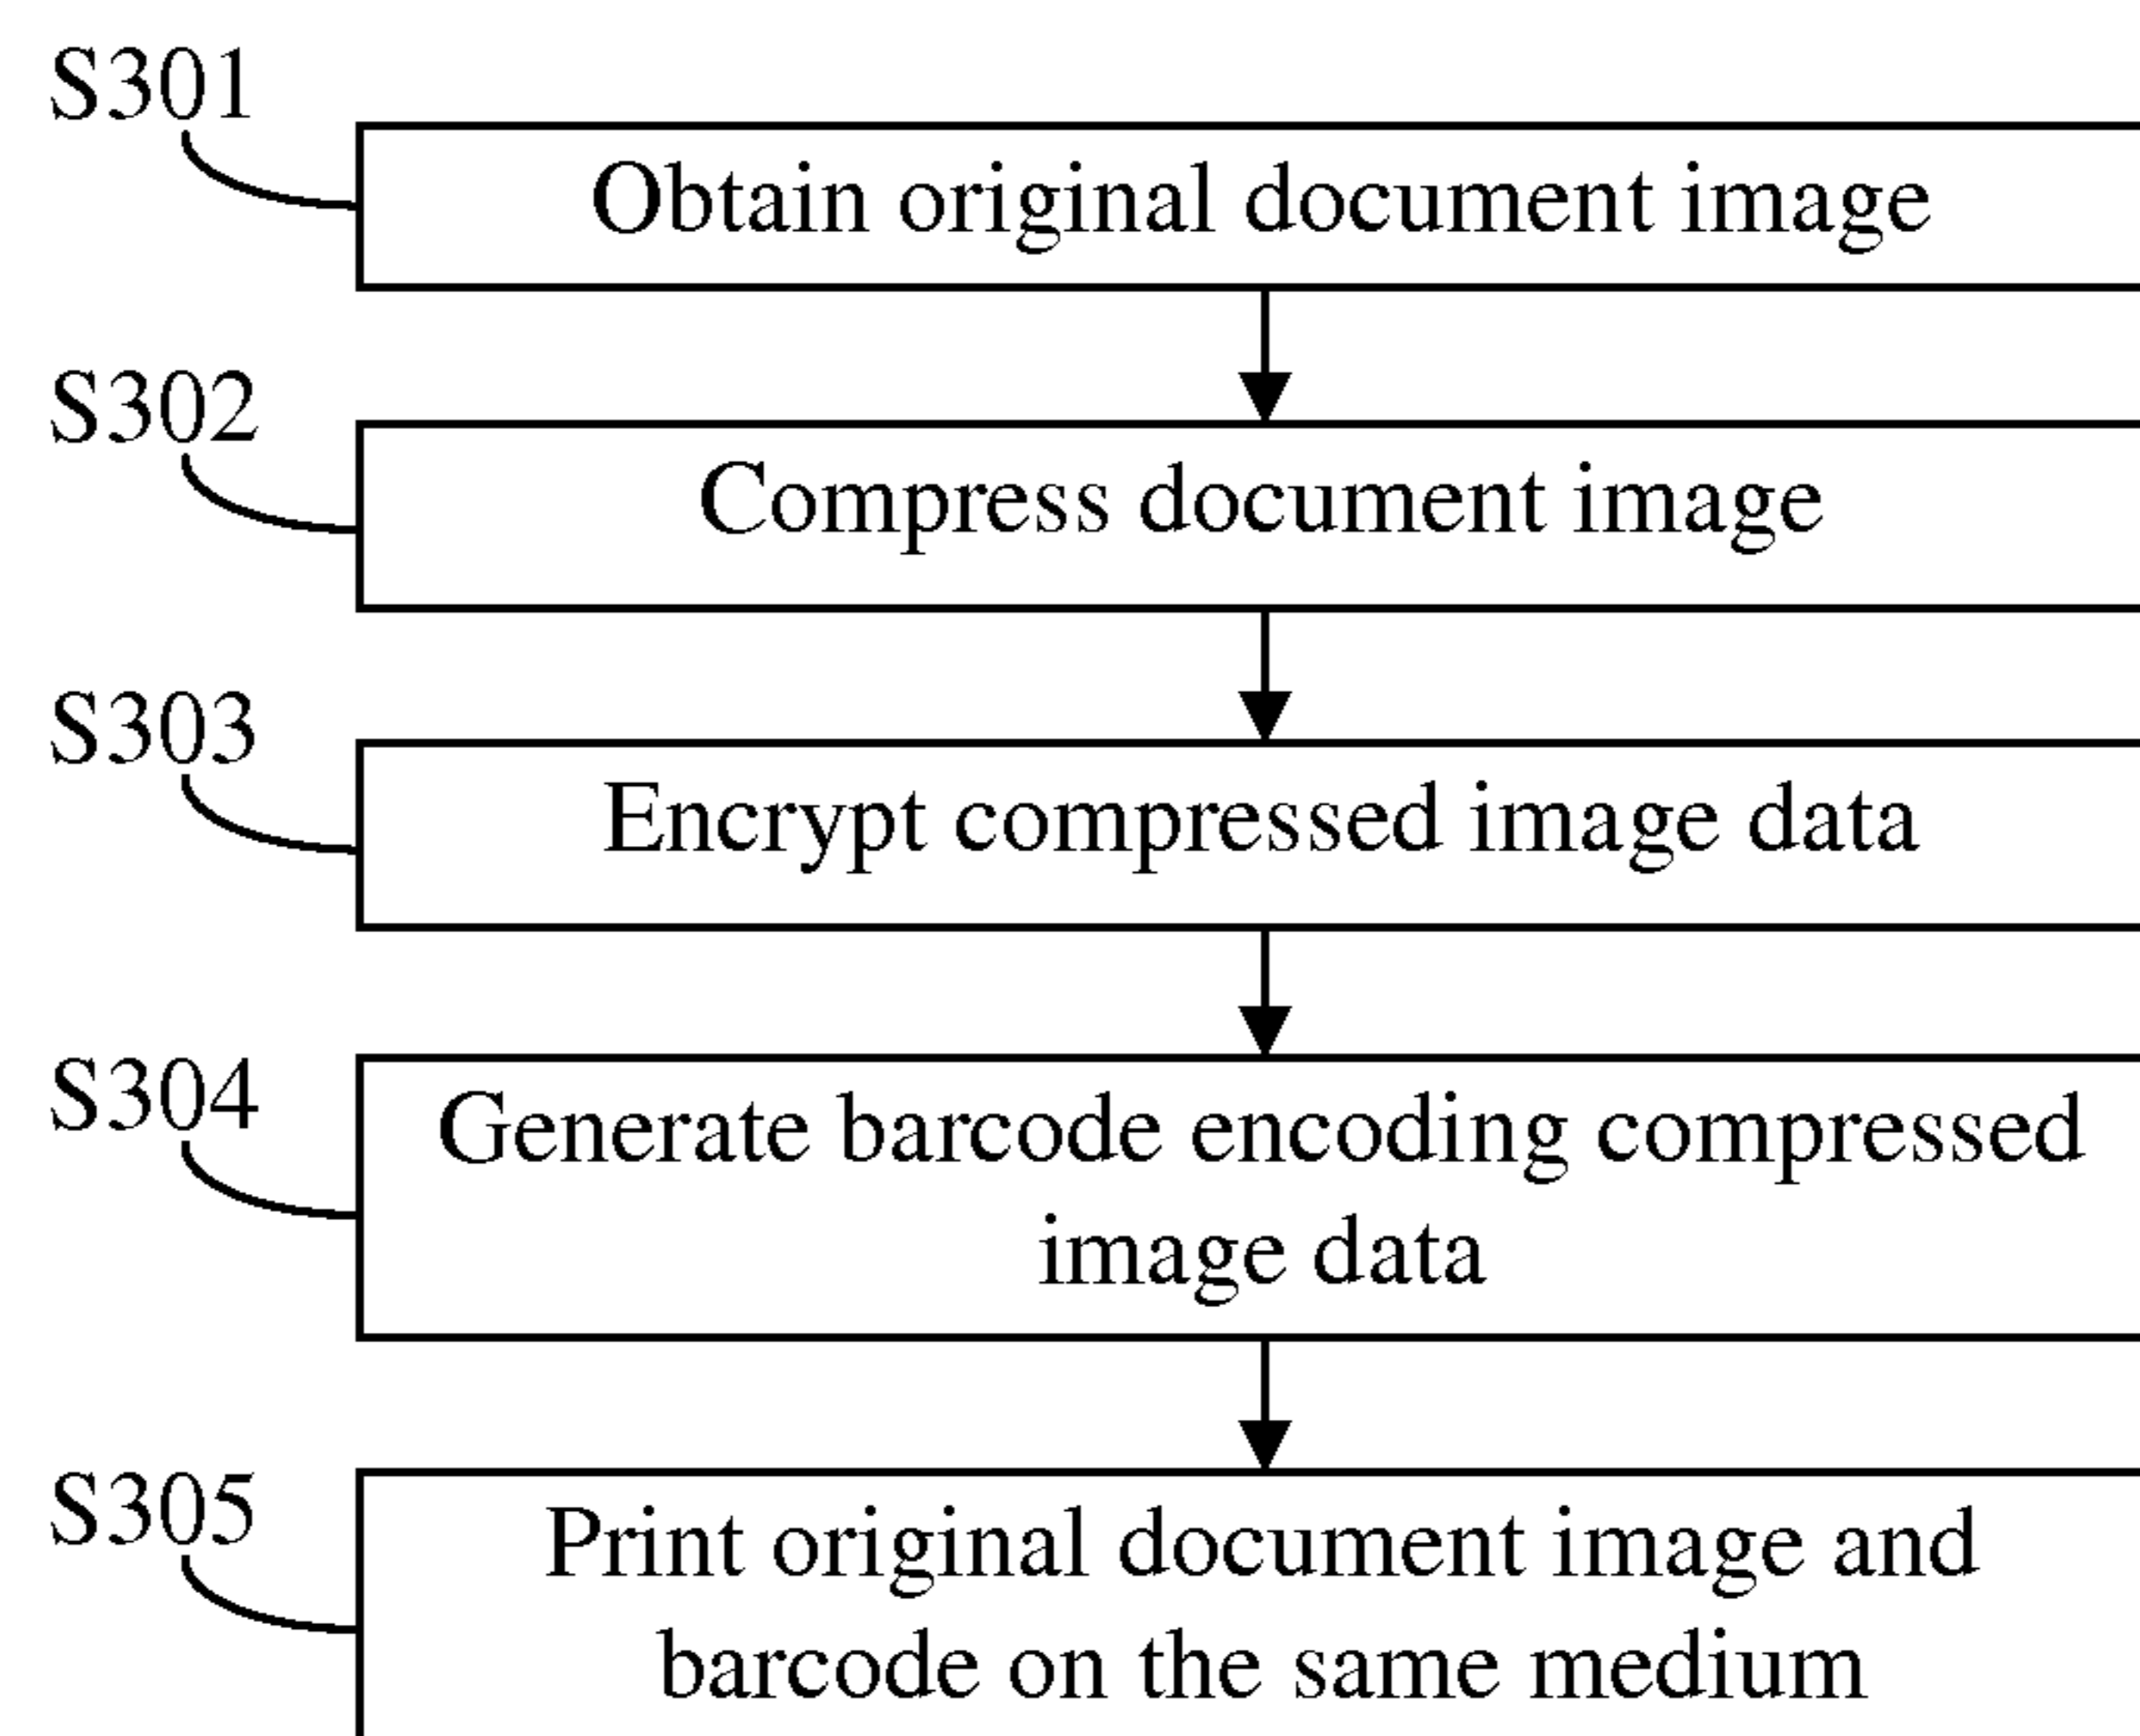 S301
Obtain original document image
S302
Compress document image
S303
Encrypt compressed image data
S304
Generate barcode encoding compressed
image data
S305
Print original document image and
barcode on the same medium